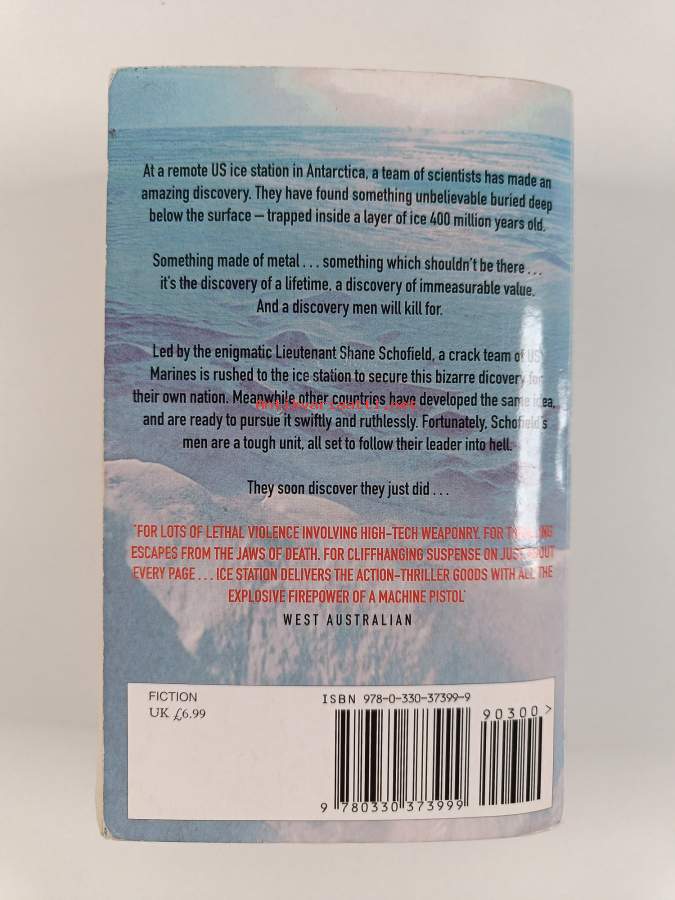 At a remote US ice station in Antarctica, a team of scientists has made an
amazing discovery. They have found something unbelievable buried deep
below the surface – trapped inside a layer of ice 400 million years old.
Something made of metal . . . something which shouldn't be there . . .
it's the discovery of a lifetime, a discovery of immeasurable value.
And a discovery men will kill for.
Led by the enigmatic Lieutenant Shane Schofield, a crack team of US
Marines is rushed to the ice station to secure this bizarre dicovery for
their own nation. Meanwhile other countries have developed the same idea,
Antikvariaatti.net
and are ready to pursue it swiftly and ruthlessly. Fortunately, Schofield's
men are a tough unit, all set to follow their leader into hell.
They soon discover they just did . . .
'FOR LOTS OF LETHAL VIOLENCE INVOLVING HIGH-TECH WEAPONRY. FOR THRILLING
ESCAPES FROM THE JAWS OF DEATH. FOR CLIFFHANGING SUSPENSE ON JUST ABOUT
EVERY PAGE . . . ICE STATION DELIVERS THE ACTION-THRILLER GOODS WITH ALL THE
EXPLOSIVE FIREPOWER OF A MACHINE PISTOL'
WEST AUSTRALIAN
FICTION
UK £6.99
ISBN 978-0-330-37399-9
90300>
9 780330 373999